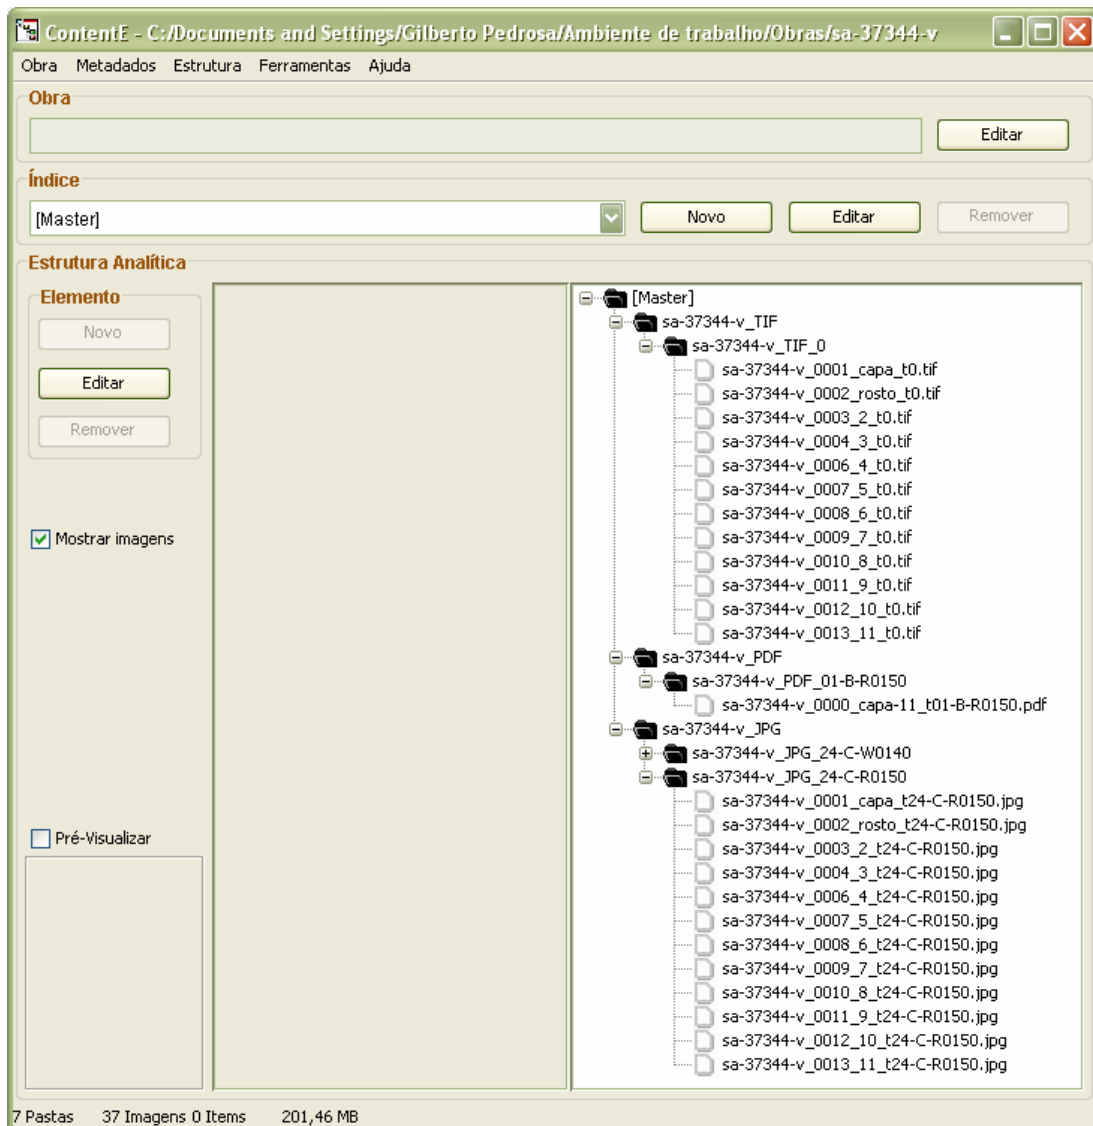 ContentE - C:/Documents and Settings/Gilberto Pedrosa/Ambiente de trabalho/Obras/sa-37344-v
Obra Metadados Estrutura Ferramentas Ajuda
Obra
Editar
Índice
[Master] Novo Editar Remover
Estrutura Analítica
Elemento
Novo
Editar
Remover
Mostrar imagens
Pré-Visualizar
[Master]
sa-37344-v_TIF
sa-37344-v_TIF_0
sa-37344-v_0001_capa_t0.tif
sa-37344-v_0002_rosto_t0.tif
sa-37344-v_0003_2_t0.tif
sa-37344-v_0004_3_t0.tif
sa-37344-v_0006_4_t0.tif
sa-37344-v_0007_5_t0.tif
sa-37344-v_0008_6_t0.tif
sa-37344-v_0009_7_t0.tif
sa-37344-v_0010_8_t0.tif
sa-37344-v_0011_9_t0.tif
sa-37344-v_0012_10_t0.tif
sa-37344-v_0013_11_t0.tif
sa-37344-v_PDF
sa-37344-v_PDF_01-B-R0150
sa-37344-v_0000_capa-11_t01-B-R0150.pdf
sa-37344-v_JPG
sa-37344-v_JPG_24-C-W0140
sa-37344-v_JPG_24-C-R0150
sa-37344-v_0001_capa_t24-C-R0150.jpg
sa-37344-v_0002_rosto_t24-C-R0150.jpg
sa-37344-v_0003_2_t24-C-R0150.jpg
sa-37344-v_0004_3_t24-C-R0150.jpg
sa-37344-v_0006_4_t24-C-R0150.jpg
sa-37344-v_0007_5_t24-C-R0150.jpg
sa-37344-v_0008_6_t24-C-R0150.jpg
sa-37344-v_0009_7_t24-C-R0150.jpg
sa-37344-v_0010_8_t24-C-R0150.jpg
sa-37344-v_0011_9_t24-C-R0150.jpg
sa-37344-v_0012_10_t24-C-R0150.jpg
sa-37344-v_0013_11_t24-C-R0150.jpg
7 Pastas 37 Imagens 0 Items 201,46 MB